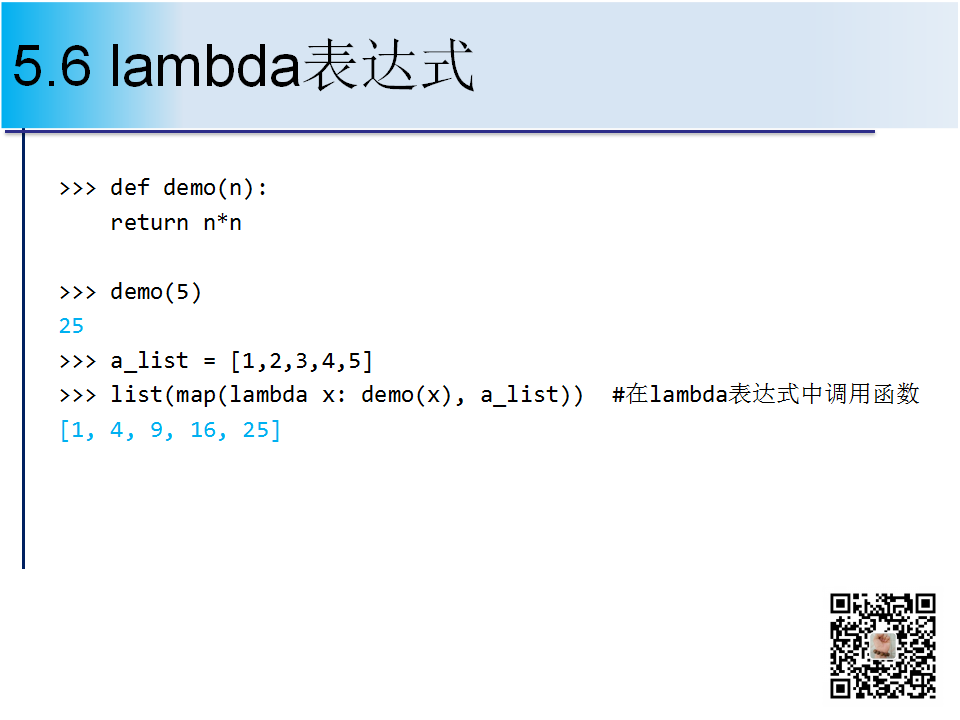 5.6 lambda表达式
>>> def demo(n):
    return n*n
>>> demo(5)
25
>>> a_list = [1,2,3,4,5]
>>> list(map(lambda x: demo(x), a_list))  #在lambda表达式中调用函数
[1, 4, 9, 16, 25]